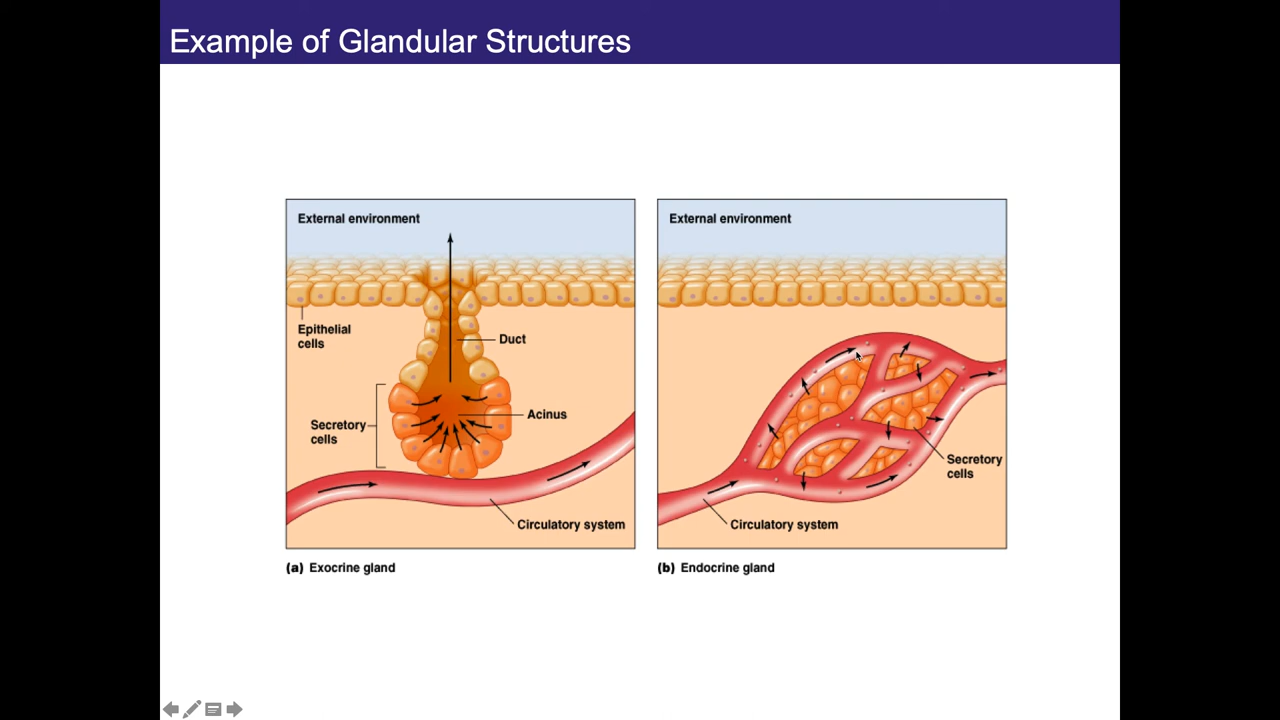 Example of Glandular Structures
External environment
Epithelial
cells
Duct
Secretory
cells
Acinus
Circulatory system
(a) Exocrine gland
External environment
Secretory
cells
Circulatory system
(b) Endocrine gland